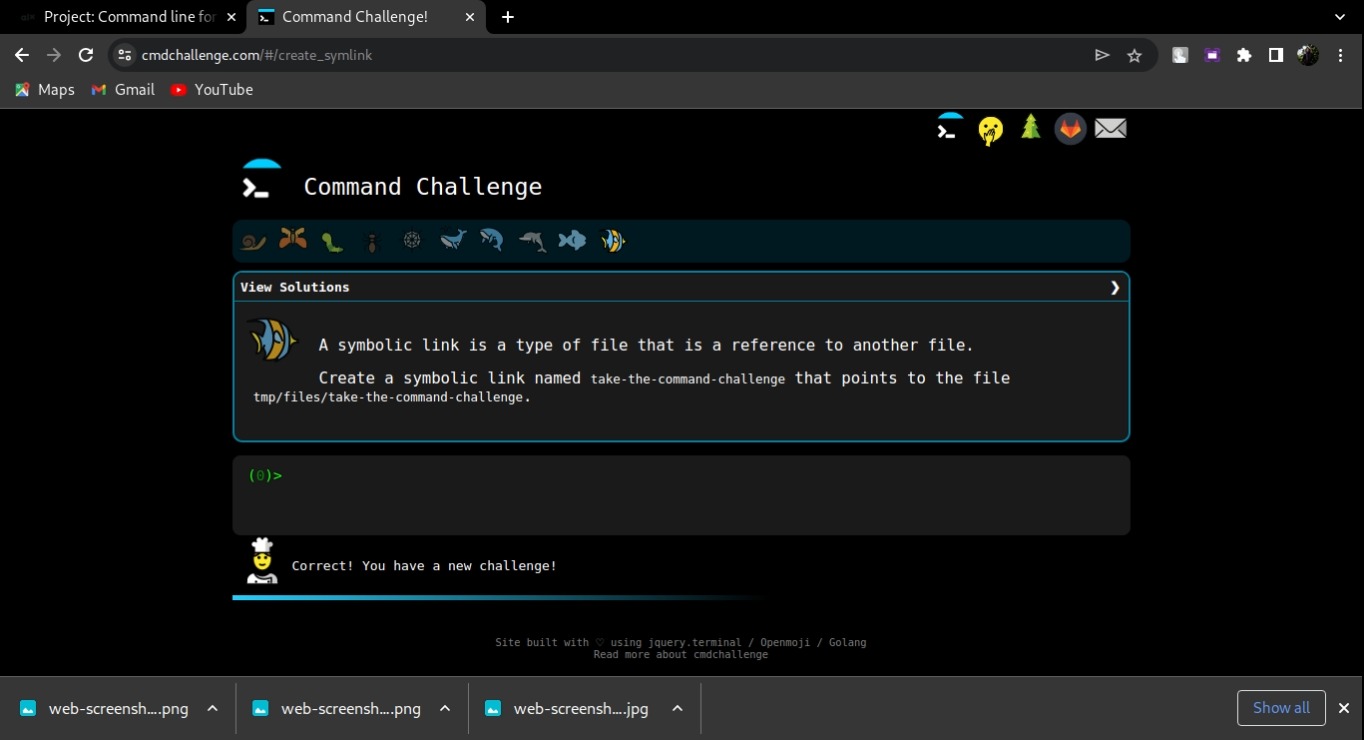 Project: Command line for
Command Challenge!
cmdchallenge.com/#/create_symlink
Maps Gmail YouTube
Command Challenge
View Solutions
A symbolic link is a type of file that is a reference to another file.
Create a symbolic link named take-the-command-challenge that points to the file
tmp/files/take-the-command-challenge.
(0)>
Correct! You have a new challenge!
Site built with ♡ using jquery.terminal / Openmoji / Golang
Read more about cmdchallenge
web-screensh....png web-screensh....png web-screensh....jpg Show all